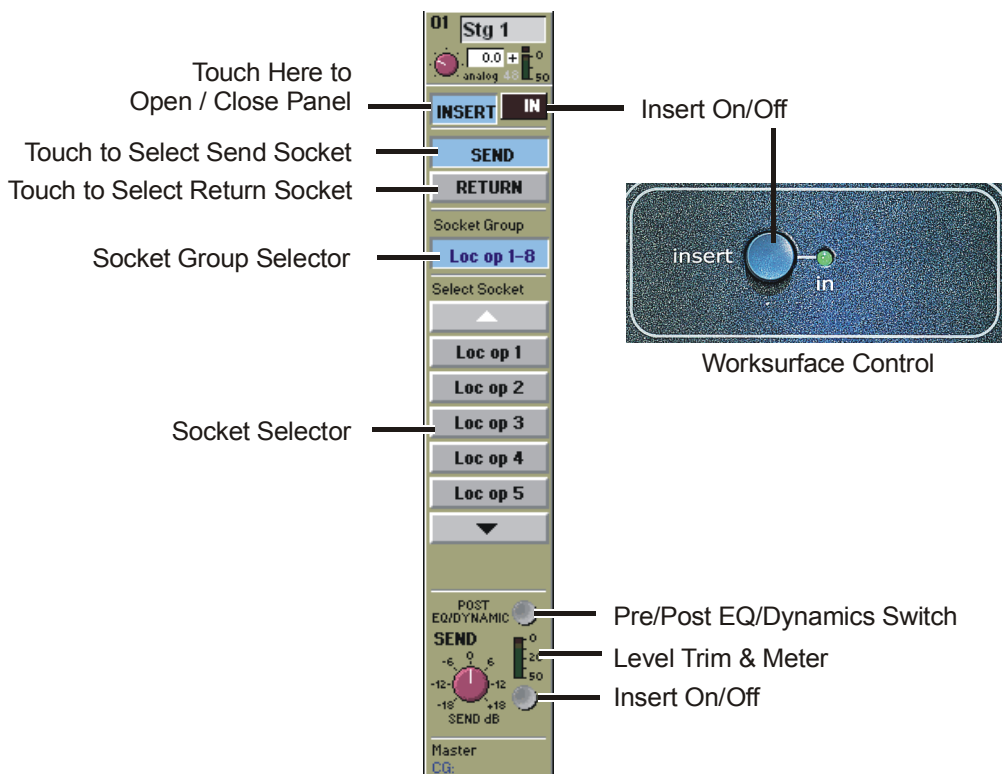 01 Stg 1
0.0 +
0
analog 48
50
Touch Here to
Open / Close Panel
INSERT IN
Insert On/Off
Touch to Select Send Socket
SEND
Touch to Select Return Socket
RETURN
Socket Group
Socket Group Selector
Loc op 1-8
Select Socket
Loc op 1
Loc op 2
Socket Selector
Loc op 3
Loc op 4
Loc op 5
insert
in
Worksurface Control
POST
EQ/DYNAMIC
Pre/Post EQ/Dynamics Switch
SEND
0
20
50
Level Trim & Meter
-6 0 6
-12 -12
-18 +18
SEND dB
Insert On/Off
Master
CG: